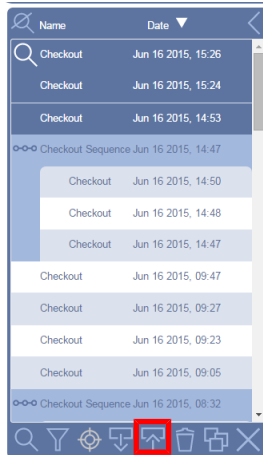 Name Date ▼
Checkout Jun 16 2015, 15:26
Checkout Jun 16 2015, 15:24
Checkout Jun 16 2015, 14:53
Checkout Sequence Jun 16 2015, 14:47
Checkout Jun 16 2015, 14:50
Checkout Jun 16 2015, 14:48
Checkout Jun 16 2015, 14:47
Checkout Jun 16 2015, 09:47
Checkout Jun 16 2015, 09:27
Checkout Jun 16 2015, 09:23
Checkout Jun 16 2015, 09:05
Checkout Sequence Jun 16 2015, 08:32